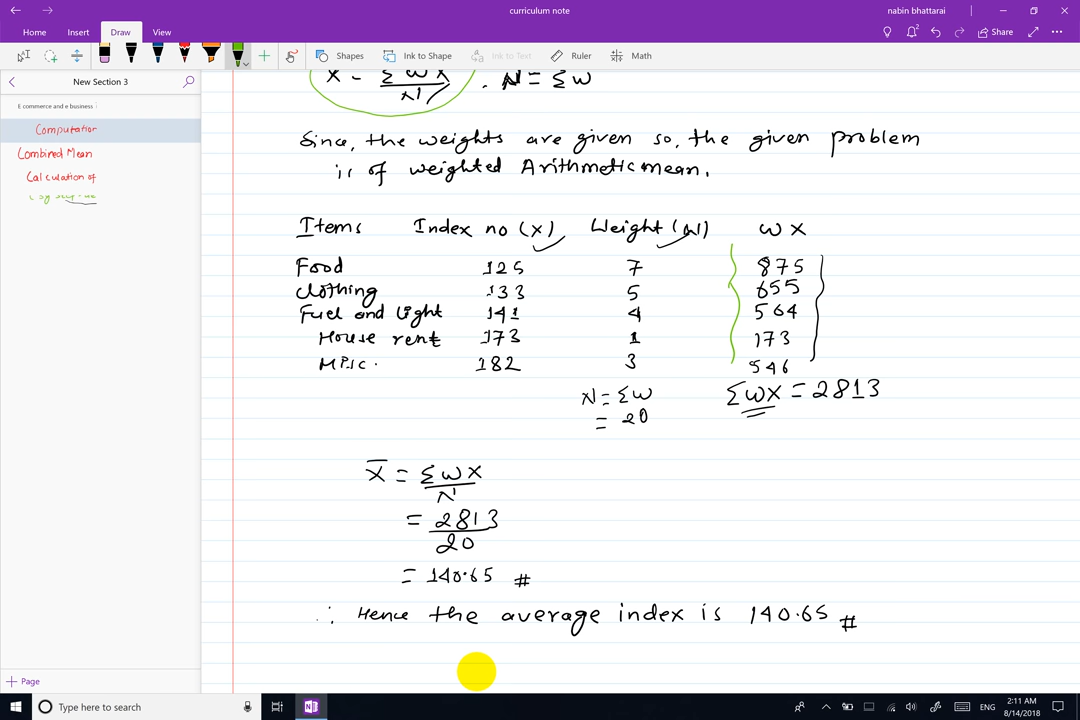 curriculum note
nabin bhattarai
Home Insert Draw View
Share
Shapes Ink to Shape Ink to Text Ruler Math
New Section 3
E commerce and e business
Computation
Combined Mean
Calculation of
X = ΣWX/N . N = ΣW
Since, the weights are given so, the given problem
is of weighted Arithmetic mean.
Items Index no (X) Weight (W) WX
Food 125 7 875
Clothing 133 5 655
Fuel and light 141 4 564
House rent 173 1 173
Misc. 182 3 546
N = ΣW ΣWX = 2813
= 20
X̄ = ΣWX/N
= 2813/20
= 140.65 #
∴ Hence the average index is 140.65 #
+ Page
Type here to search
ENG
2:11 AM
8/14/2018